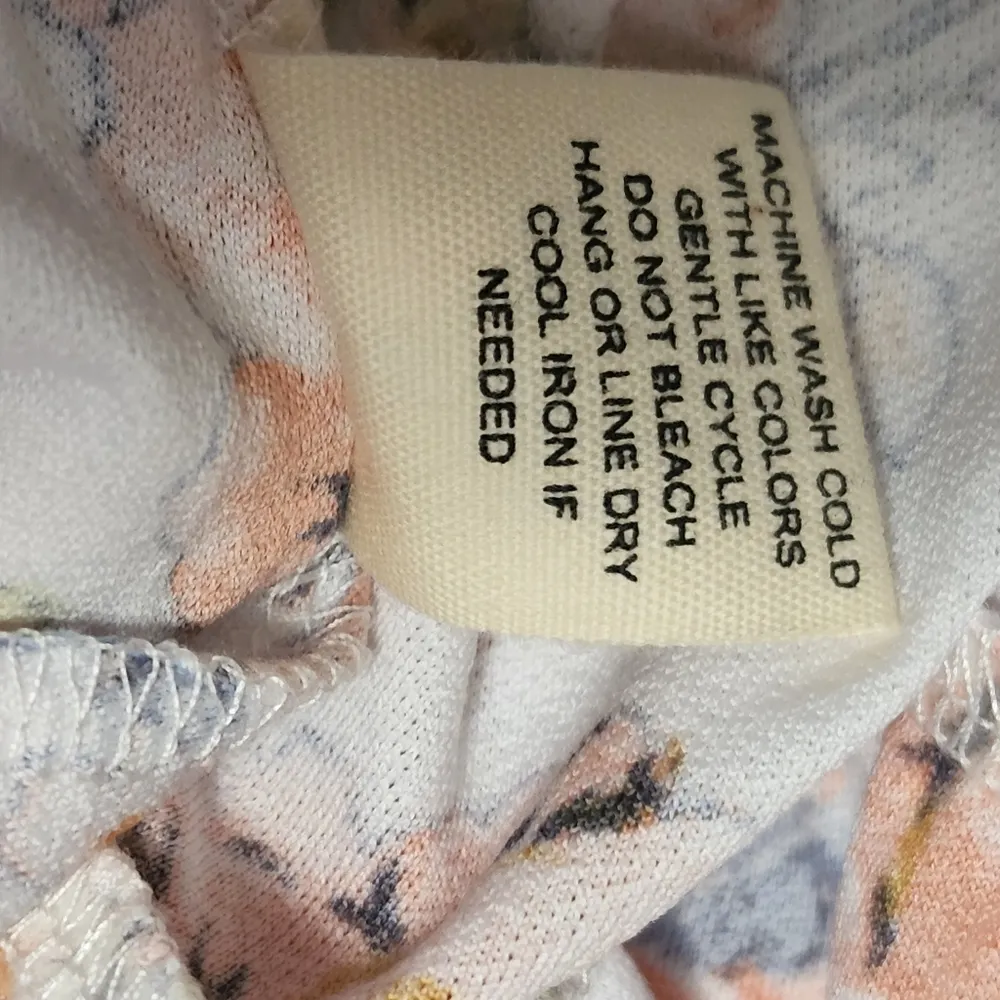 MACHINE WASH COLD
WITH LIKE COLORS
GENTLE CYCLE
DO NOT BLEACH
HANG OR LINE DRY
COOL IRON IF
NEEDED